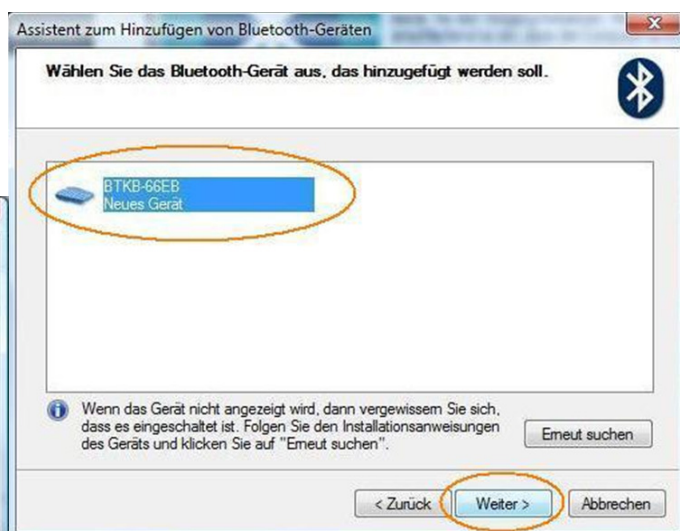 Assistent zum Hinzufügen von Bluetooth-Geräten
Wählen Sie das Bluetooth-Gerät aus, das hinzugefügt werden soll.
BTKB-66EB
Neues Gerät
Wenn das Gerät nicht angezeigt wird, dann vergewissern Sie sich,
dass es eingeschaltet ist. Folgen Sie den Installationsanweisungen
des Geräts und klicken Sie auf "Erneut suchen".
Erneut suchen
< Zurück
Weiter >
Abbrechen